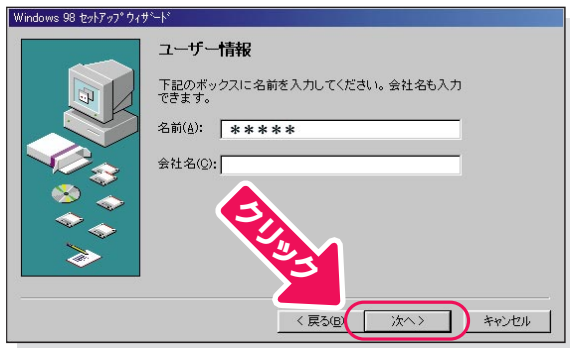 Windows 98 ｾｯﾄｱｯﾌﾟ ｳｨｻﾞｰﾄﾞ
ユーザー情報
下記のボックスに名前を入力してください。会社名も入力
できます。
名前(A): *****
会社名(C):
クリック
< 戻る(B) 次へ > キャンセル